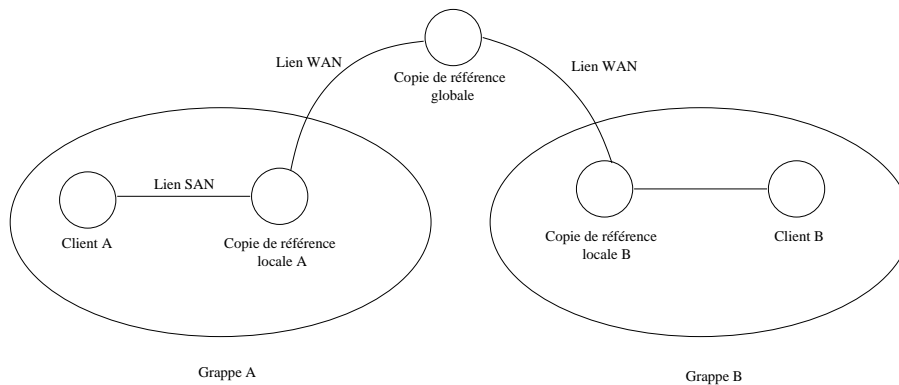 Lien WAN
Lien WAN
Copie de référence
globale
Lien SAN
Client A
Copie de référence
locale A
Copie de référence
locale B
Client B
Grappe A
Grappe B